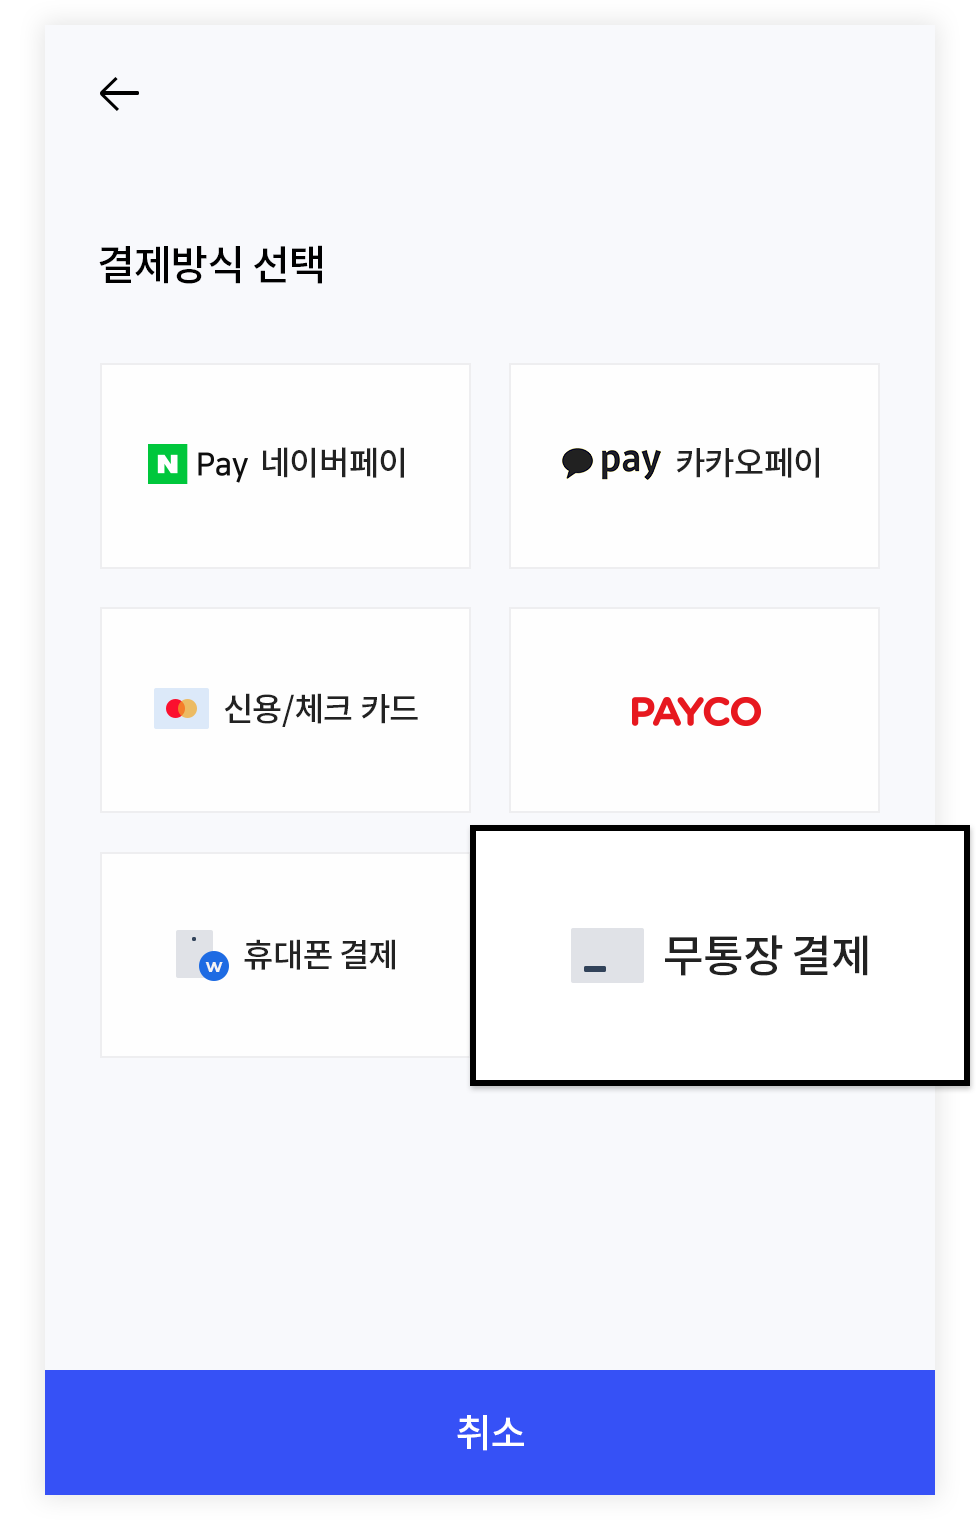 결제방식 선택
N Pay 네이버페이
pay 카카오페이
신용/체크 카드
PAYCO
w 휴대폰 결제
무통장 결제
취소